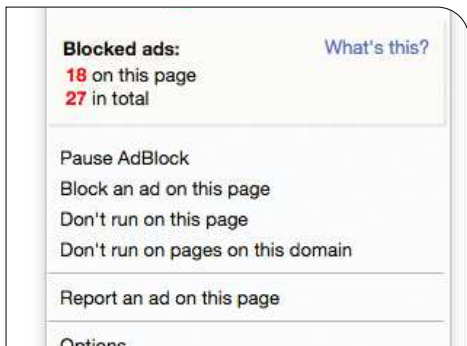 Blocked ads: What's this?
18 on this page
27 in total
Pause AdBlock
Block an ad on this page
Don't run on this page
Don't run on pages on this domain
Report an ad on this page
Options